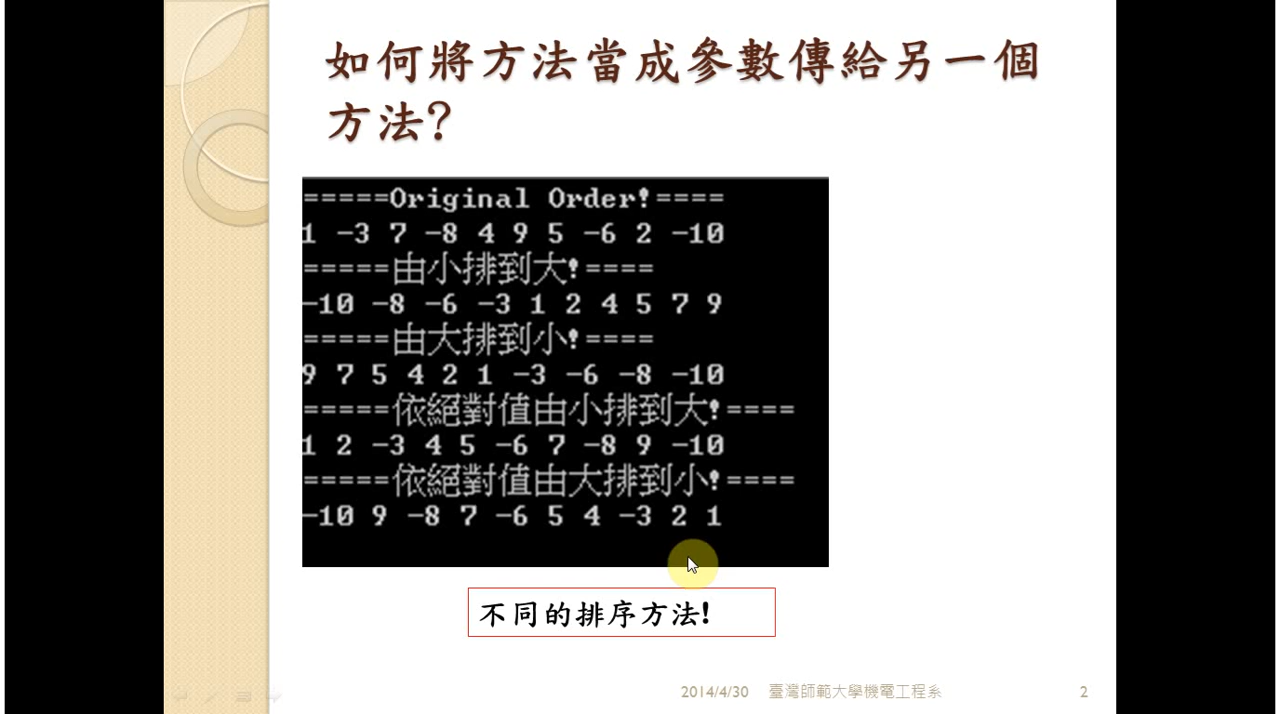 如何將方法當成參數傳給另一個
方法?
=====Original Order!====
1 -3 7 -8 4 9 5 -6 2 -10
=====由小排到大!====
-10 -8 -6 -3 1 2 4 5 7 9
=====由大排到小!====
9 7 5 4 2 1 -3 -6 -8 -10
=====依絕對值由小排到大!====
1 2 -3 4 5 -6 7 -8 9 -10
=====依絕對值由大排到小!====
-10 9 -8 7 -6 5 4 -3 2 1
不同的排序方法!
2014/4/30 臺灣師範大學機電工程系 2